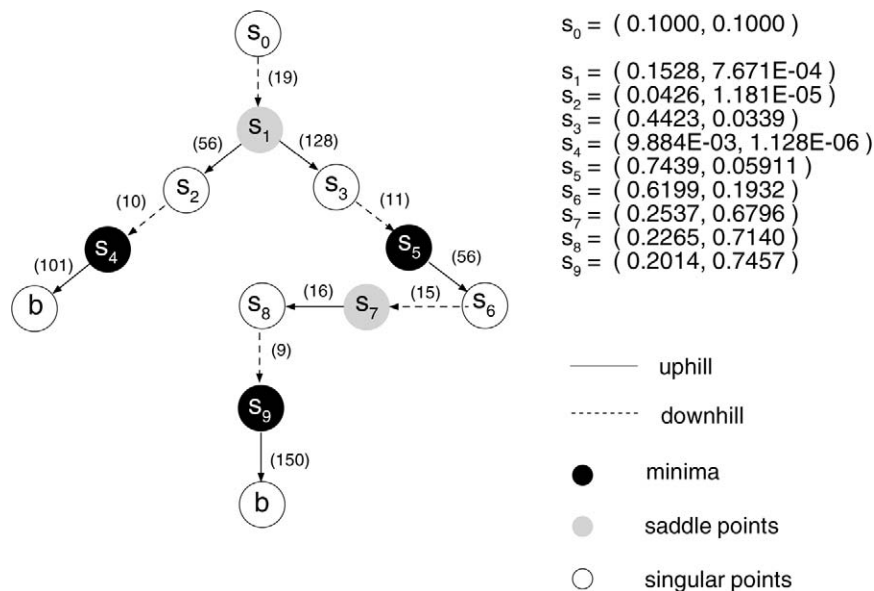 s0
(19)
s1
(56)
(128)
s2
s3
(10)
(11)
s4
s5
(101)
(56)
b
s8
(16)
s7
(15)
s6
(9)
s9
(150)
b
s0 = ( 0.1000, 0.1000 )
s1 = ( 0.1528, 7.671E-04 )
s2 = ( 0.0426, 1.181E-05 )
s3 = ( 0.4423, 0.0339 )
s4 = ( 9.884E-03, 1.128E-06 )
s5 = ( 0.7439, 0.05911 )
s6 = ( 0.6199, 0.1932 )
s7 = ( 0.2537, 0.6796 )
s8 = ( 0.2265, 0.7140 )
s9 = ( 0.2014, 0.7457 )
uphill
downhill
minima
saddle points
singular points